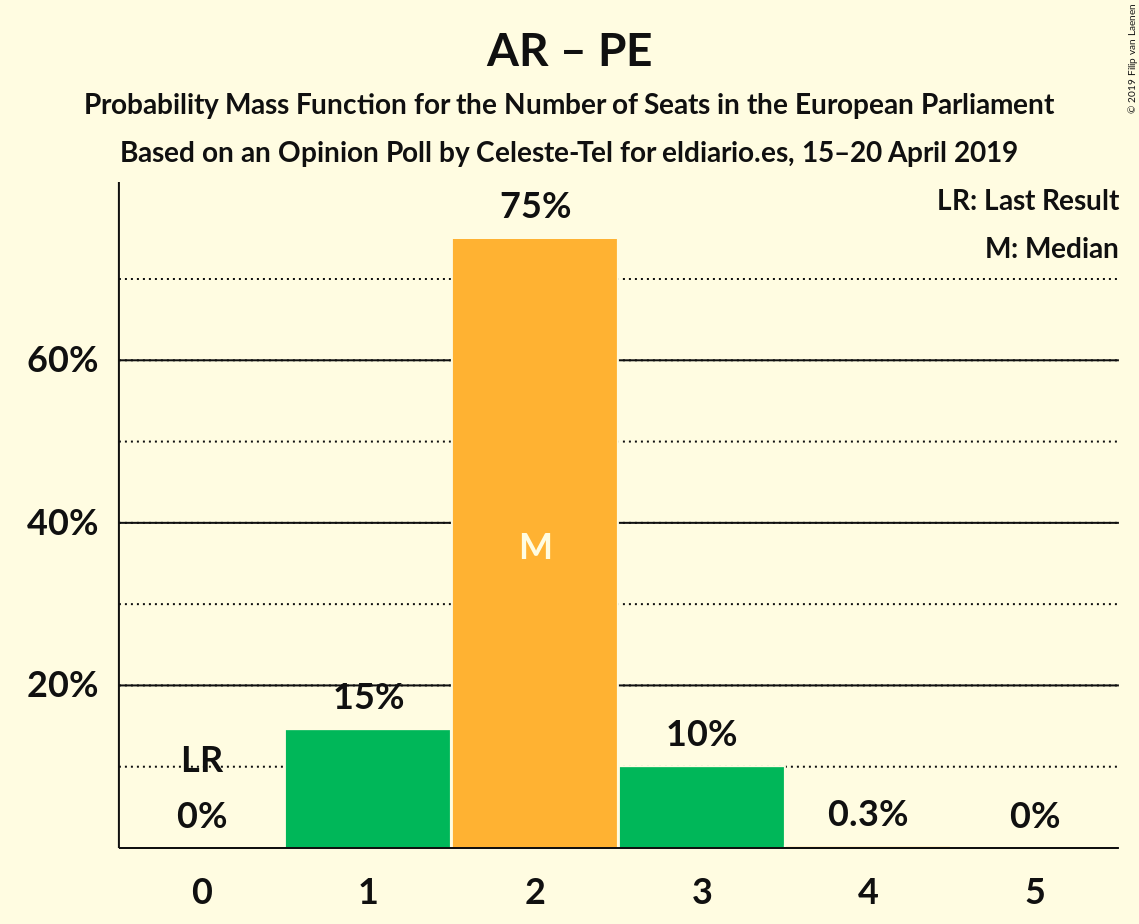 AR – PE
Probability Mass Function for the Number of Seats in the European Parliament
Based on an Opinion Poll by Celeste-Tel for eldiario.es, 15–20 April 2019
© 2019 Filip van Laenen
LR: Last Result
M: Median
75%
60%
40%
M
20%
15%
10%
LR
0%
0.3%
0%
0 1 2 3 4 5